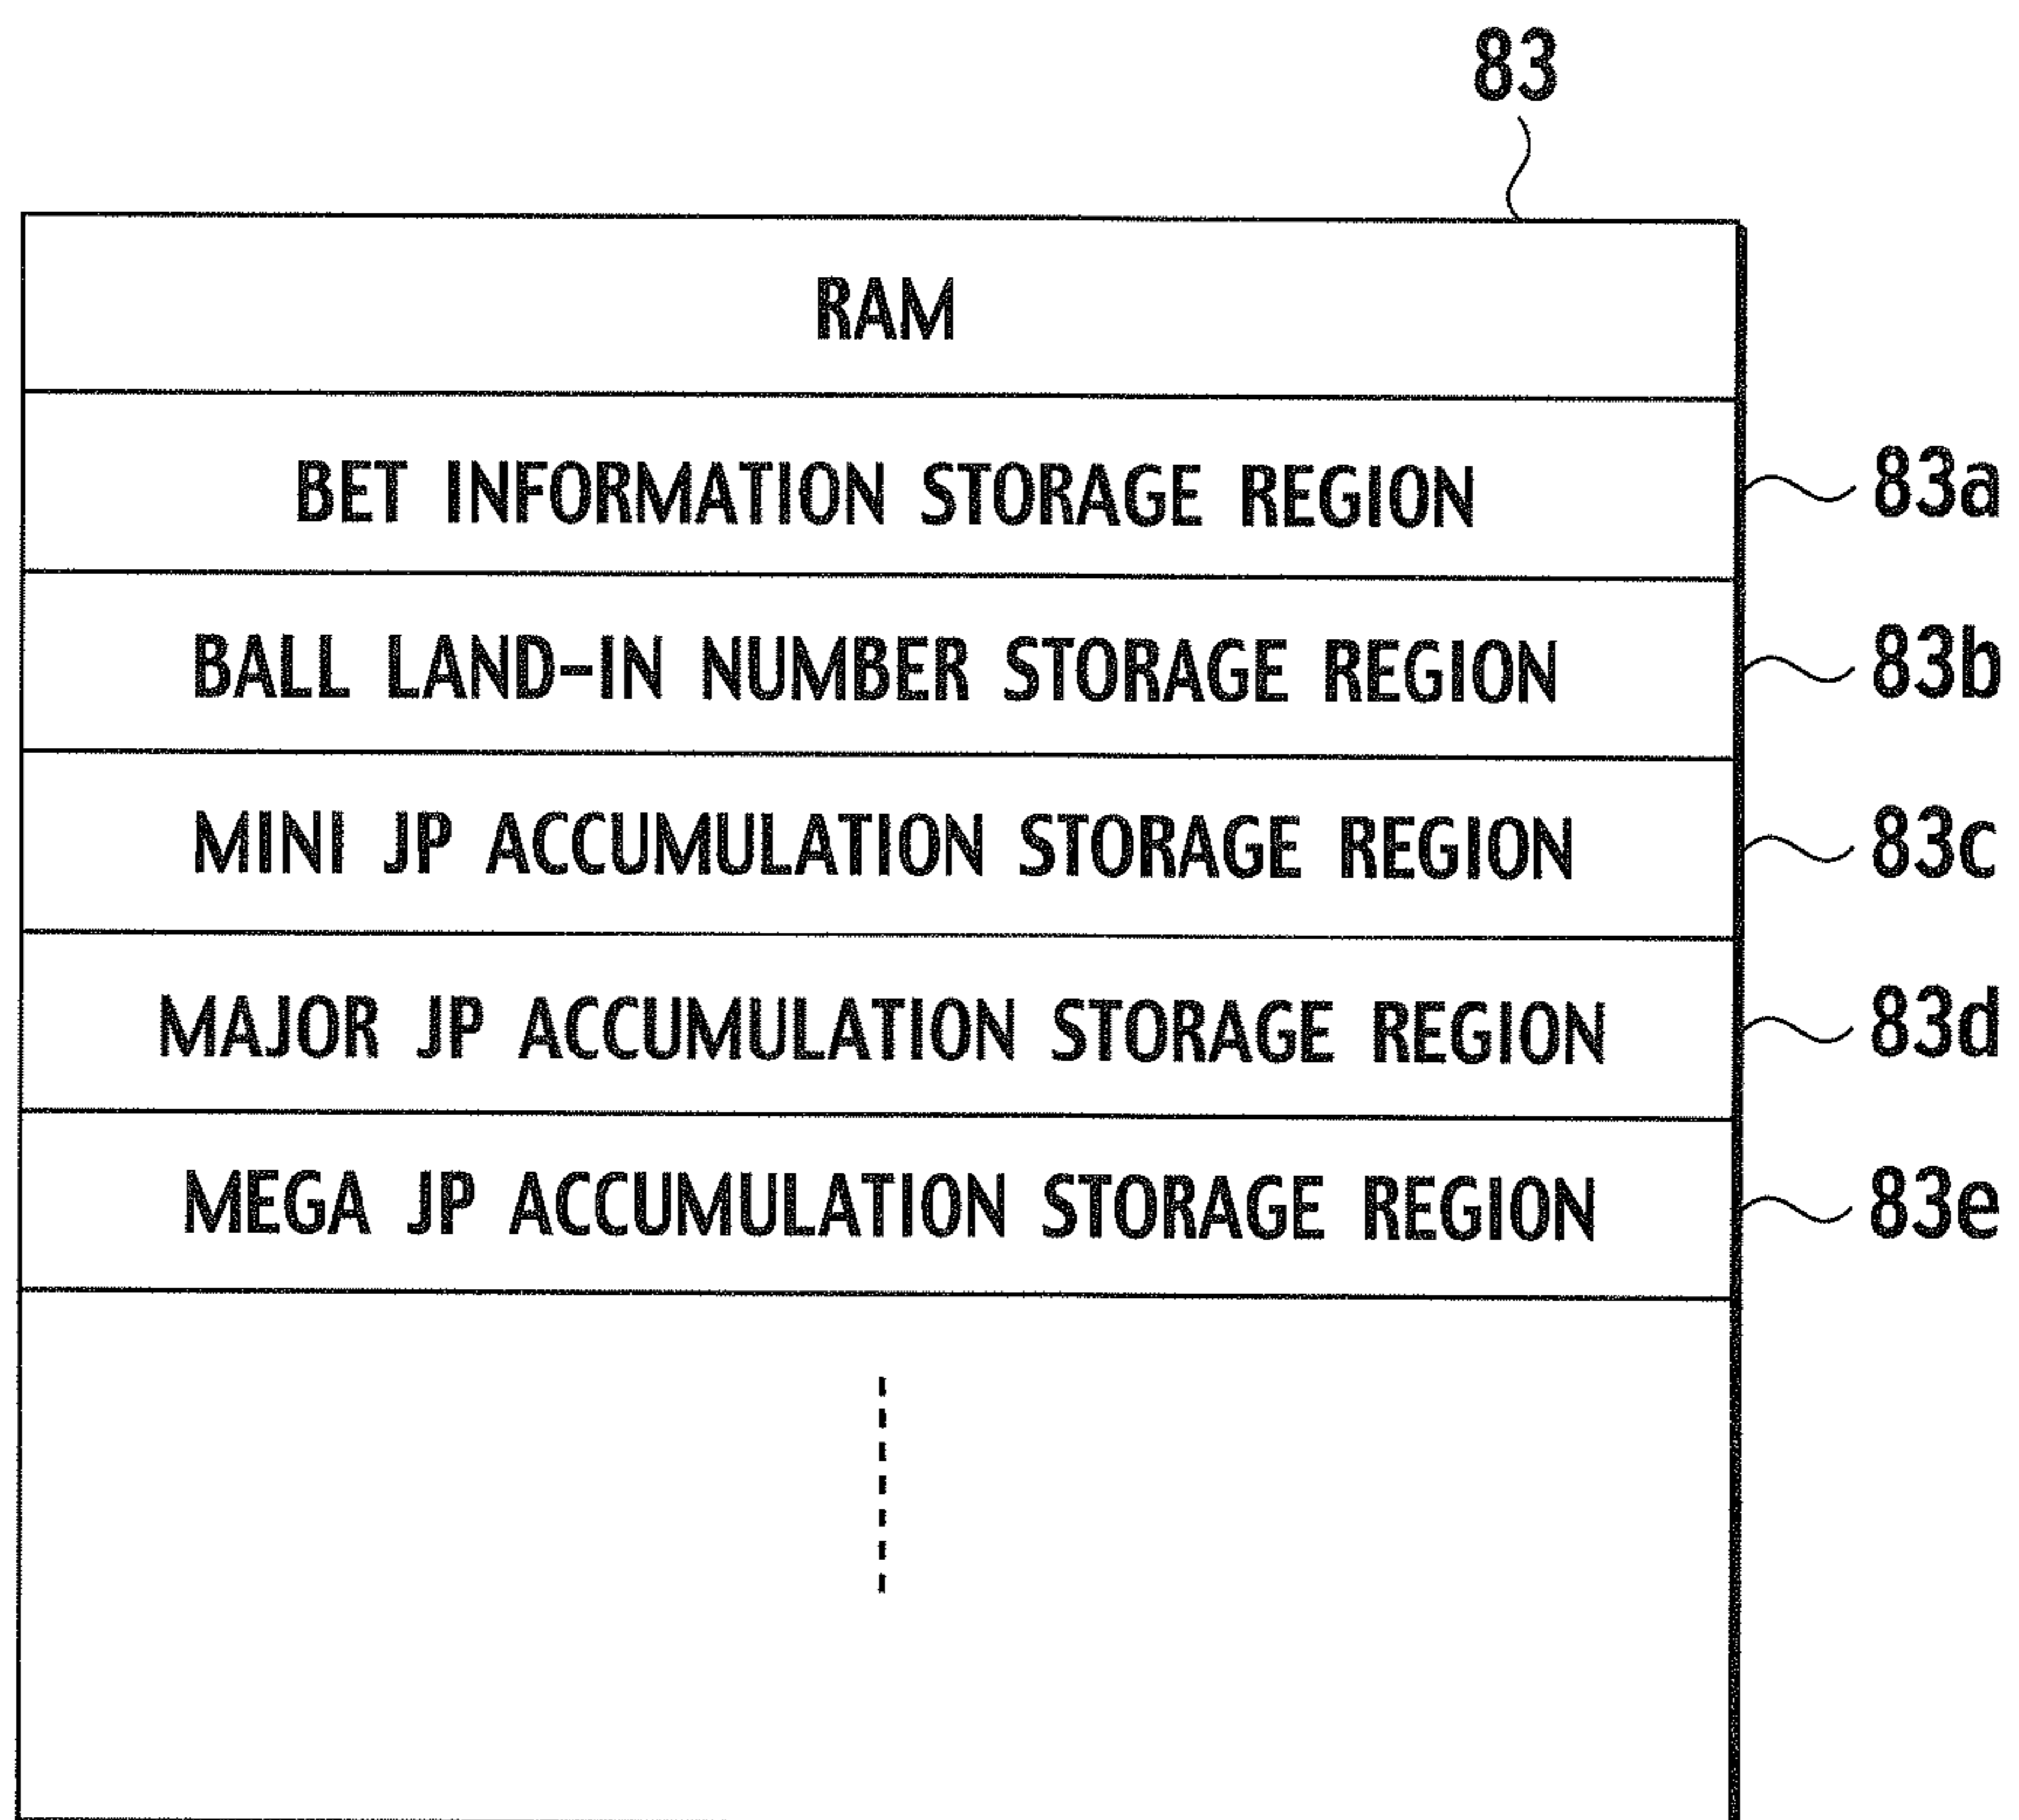 83
RAM
BET INFORMATION STORAGE REGION 83a
BALL LAND-IN NUMBER STORAGE REGION 83b
MINI JP ACCUMULATION STORAGE REGION 83c
MAJOR JP ACCUMULATION STORAGE REGION 83d
MEGA JP ACCUMULATION STORAGE REGION 83e